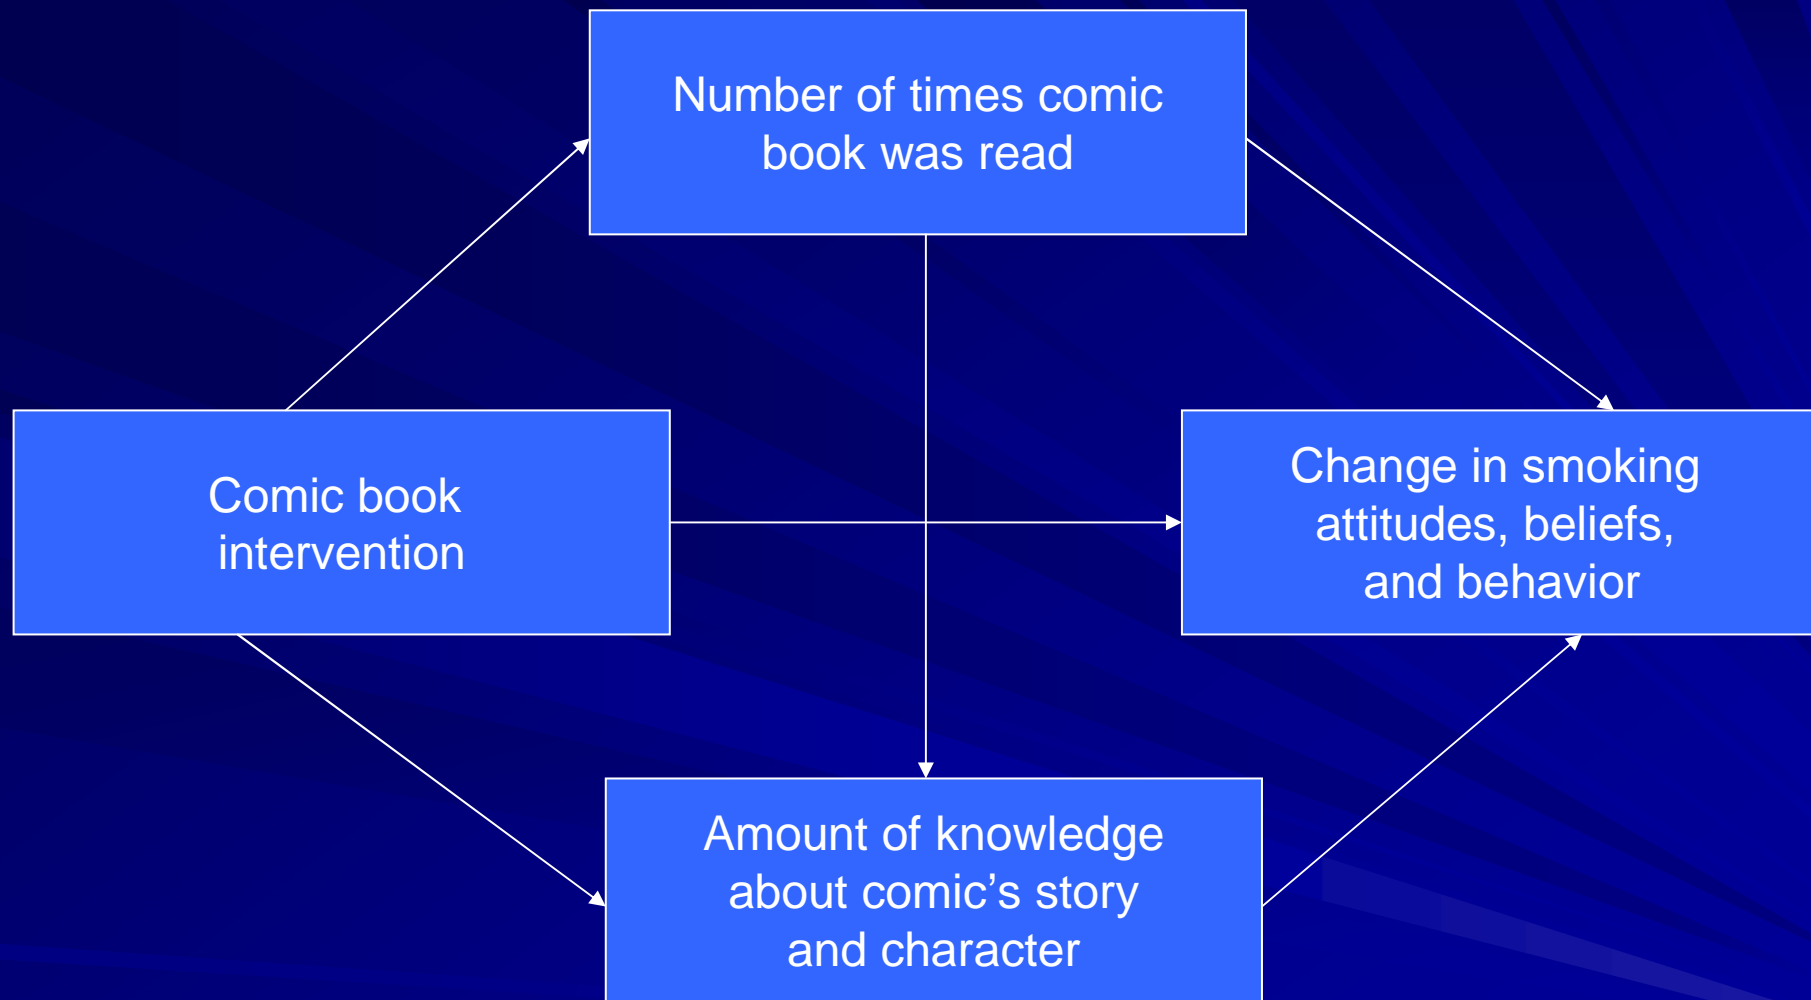 Number of times comic
book was read
Comic book
intervention
Change in smoking
attitudes, beliefs,
and behavior
Amount of knowledge
about comic’s story
and character